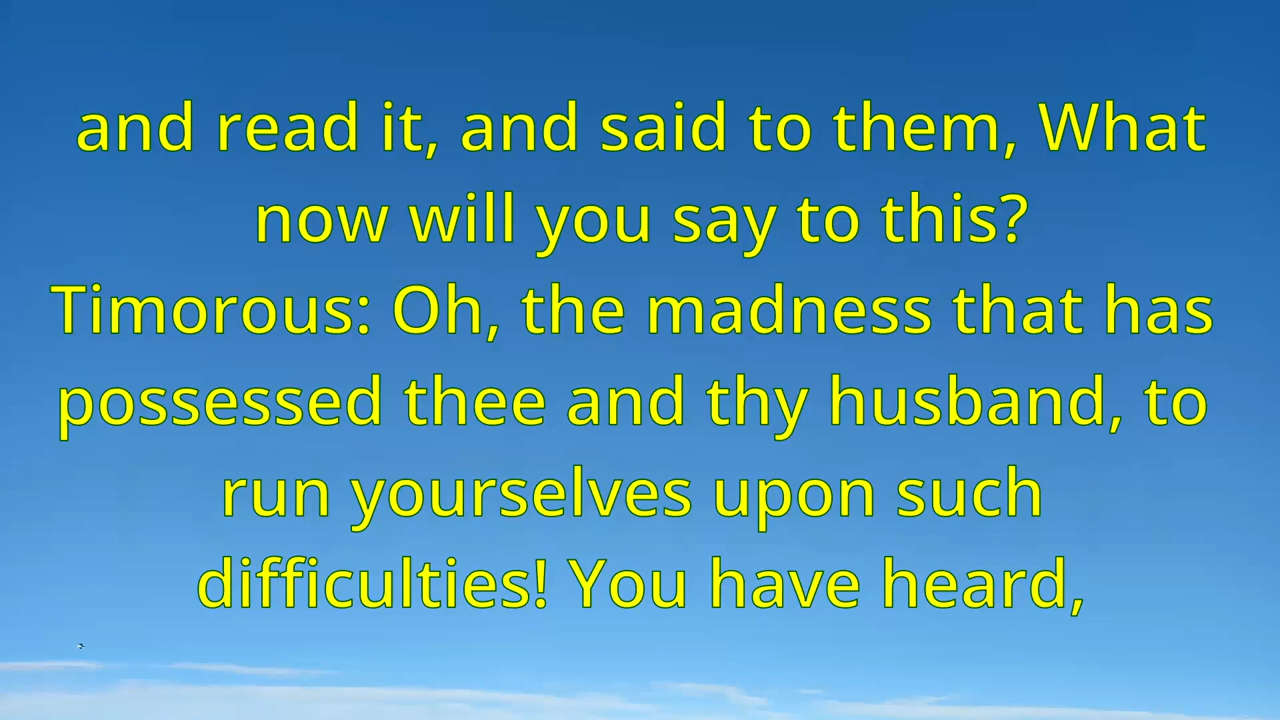 and read it, and said to them, What
now will you say to this?
Timorous: Oh, the madness that has
possessed thee and thy husband, to
run yourselves upon such
difficulties! You have heard,